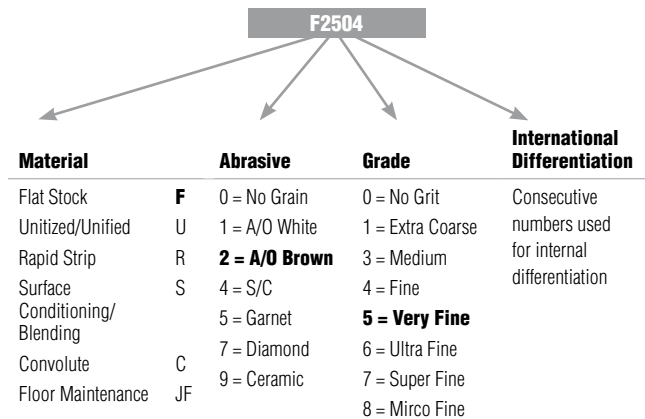 F2504
Material
Flat Stock F
Unitized/Unified U
Rapid Strip R
Surface S
Conditioning/
Blending
Convolute C
Floor Maintenance JF
Abrasive
0 = No Grain
1 = A/O White
2 = A/O Brown
4 = S/C
5 = Garnet
7 = Diamond
9 = Ceramic
Grade
0 = No Grit
1 = Extra Coarse
3 = Medium
4 = Fine
5 = Very Fine
6 = Ultra Fine
7 = Super Fine
8 = Mirco Fine
International
Differentiation
Consecutive
numbers used
for internal
differentiation